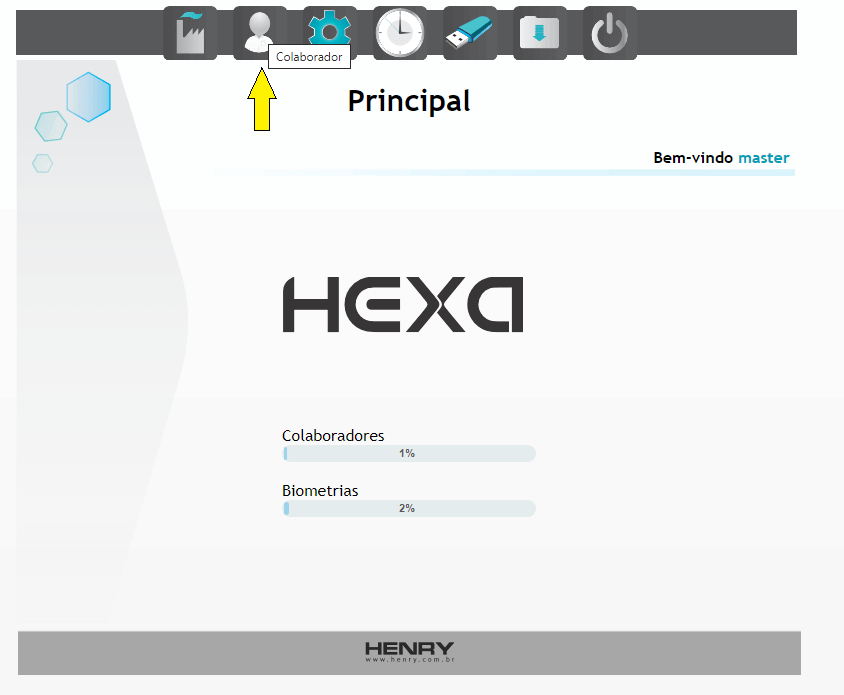 Colaborador
Principal
Bem-vindo master
HEXA
Colaboradores
1%
Biometrias
2%
HENRY
www.henry.com.br